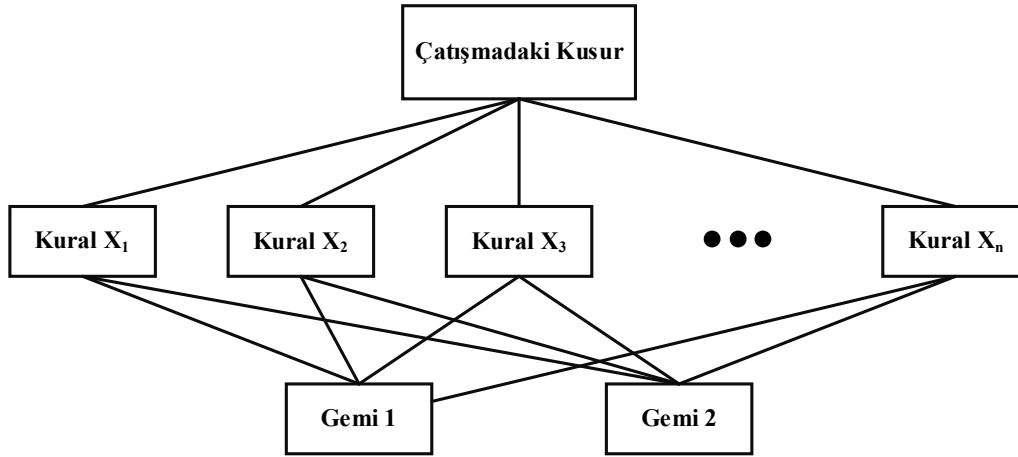 Çatışmadaki Kusur
Kural X₁
Kural X₂
Kural X₃
Kural Xₙ
Gemi 1
Gemi 2